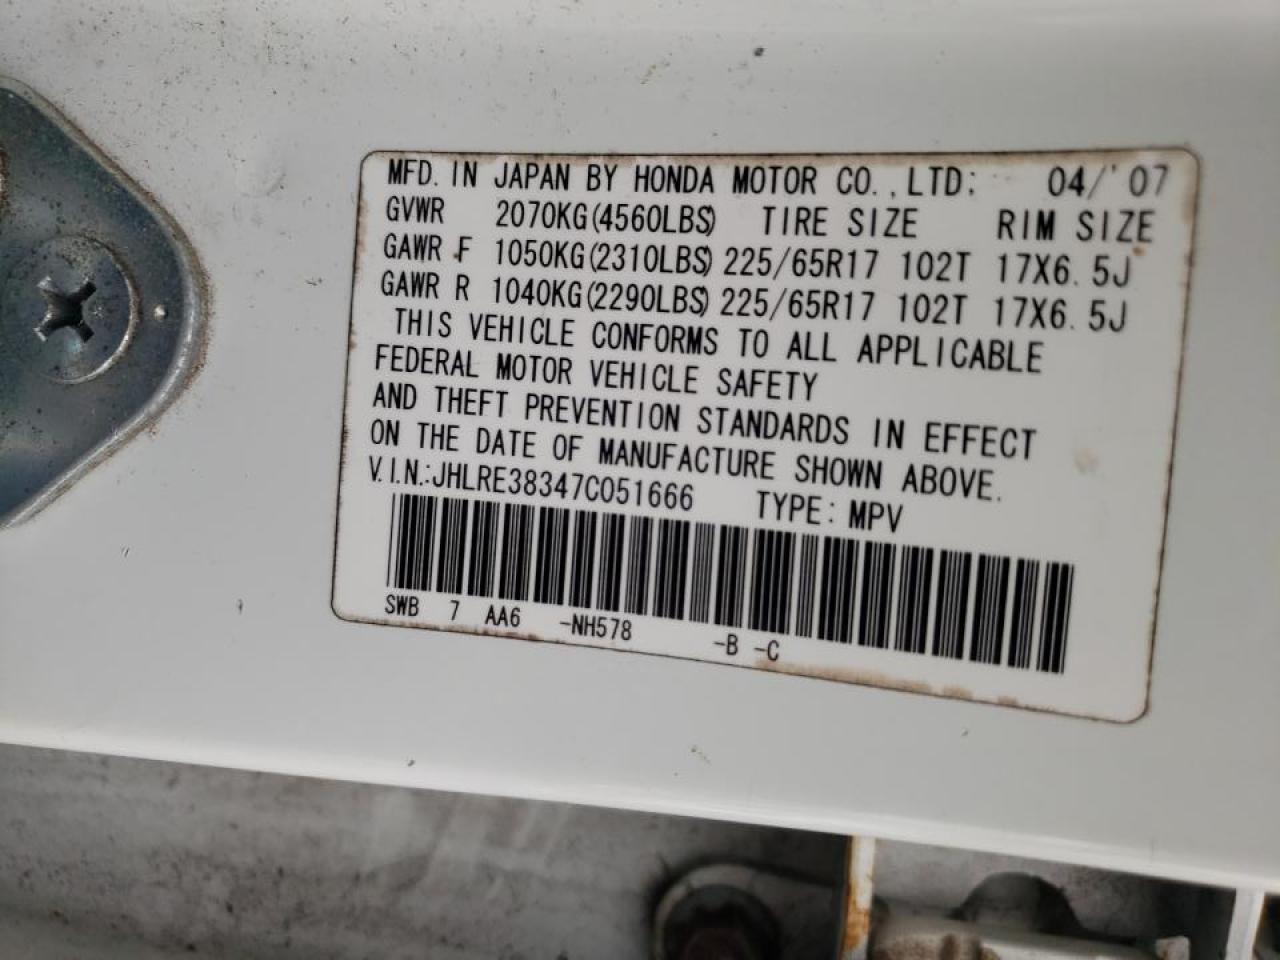 MFD. IN JAPAN BY HONDA MOTOR CO., LTD: 04/'07
GVWR 2070KG(4560LBS) TIRE SIZE RIM SIZE
GAWR F 1050KG(2310LBS) 225/65R17 102T 17X6.5J
GAWR R 1040KG(2290LBS) 225/65R17 102T 17X6.5J
THIS VEHICLE CONFORMS TO ALL APPLICABLE
FEDERAL MOTOR VEHICLE SAFETY
AND THEFT PREVENTION STANDARDS IN EFFECT
ON THE DATE OF MANUFACTURE SHOWN ABOVE.
V.I.N.:JHLRE38347C051666 TYPE: MPV
SWB 7 AA6 -NH578 -B -C